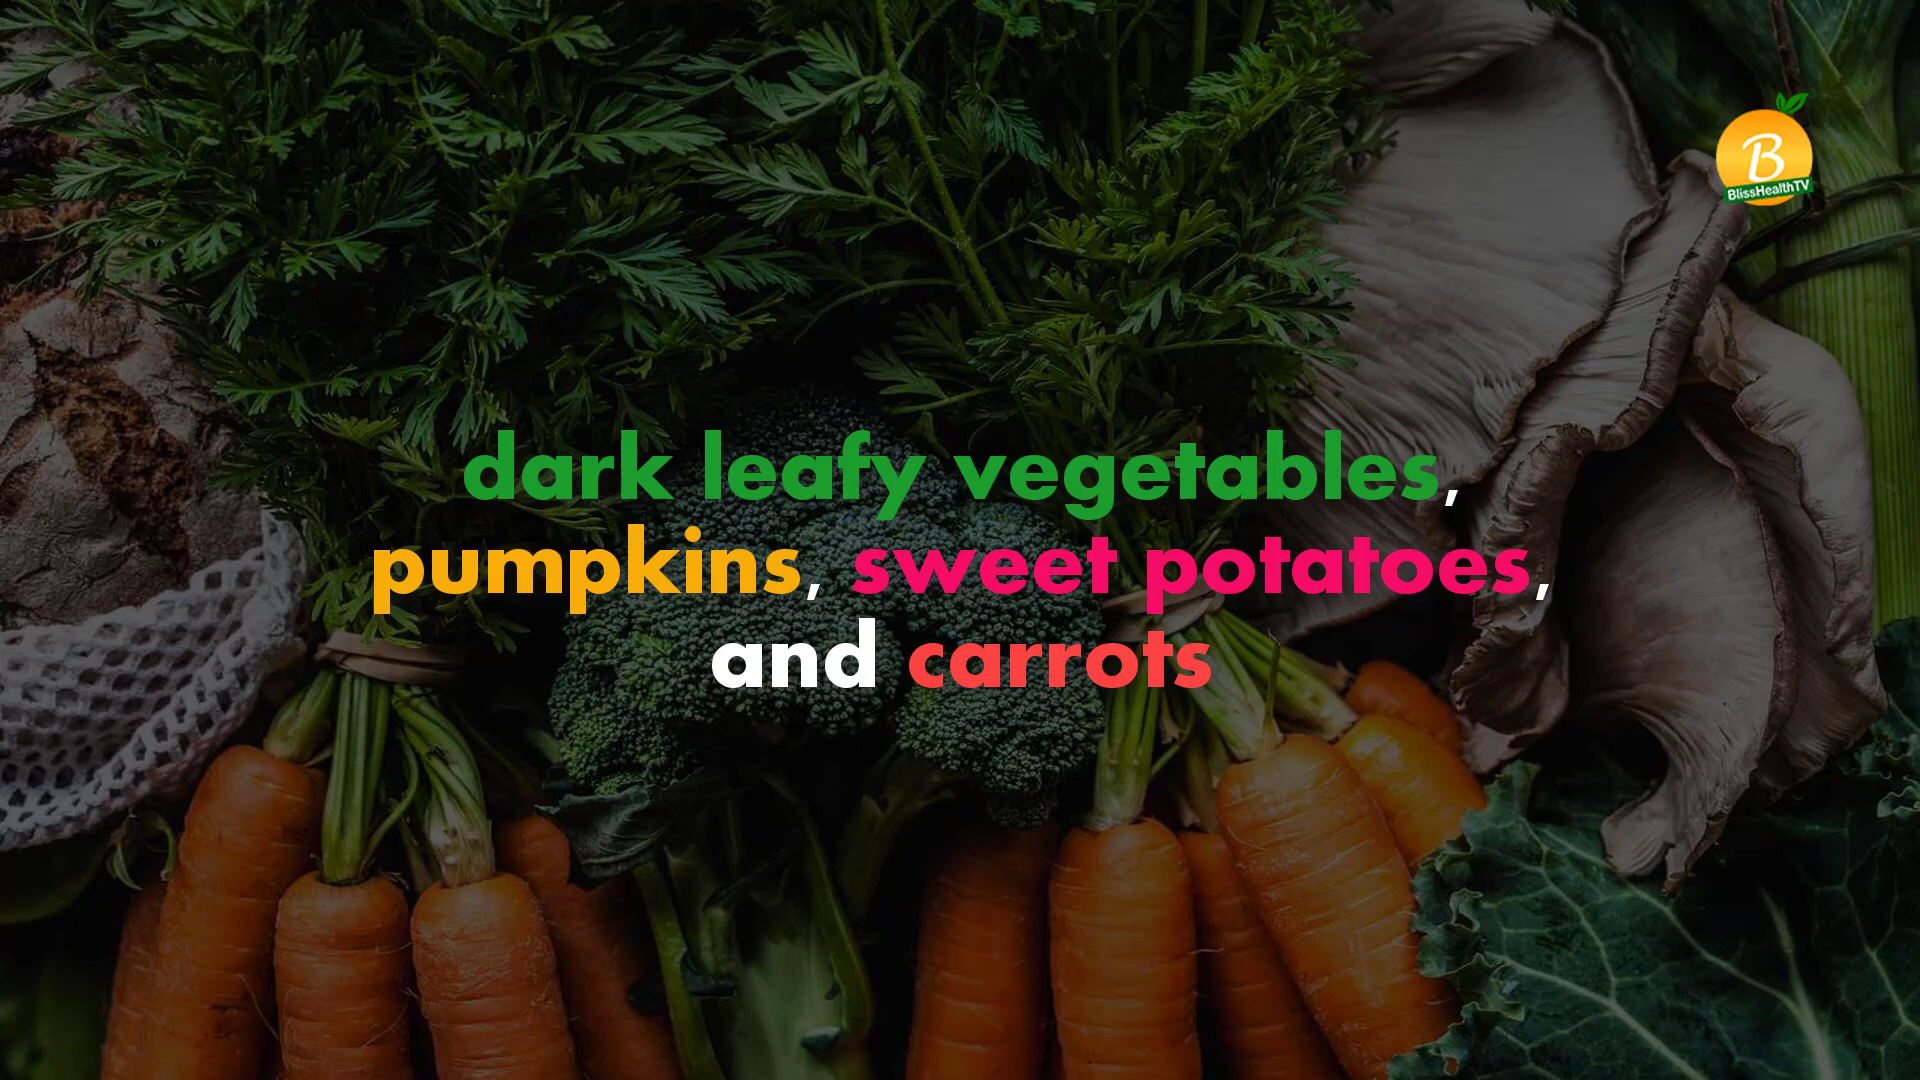 B
BlissHealthTV
dark leafy vegetables,
pumpkins, sweet potatoes,
and carrots